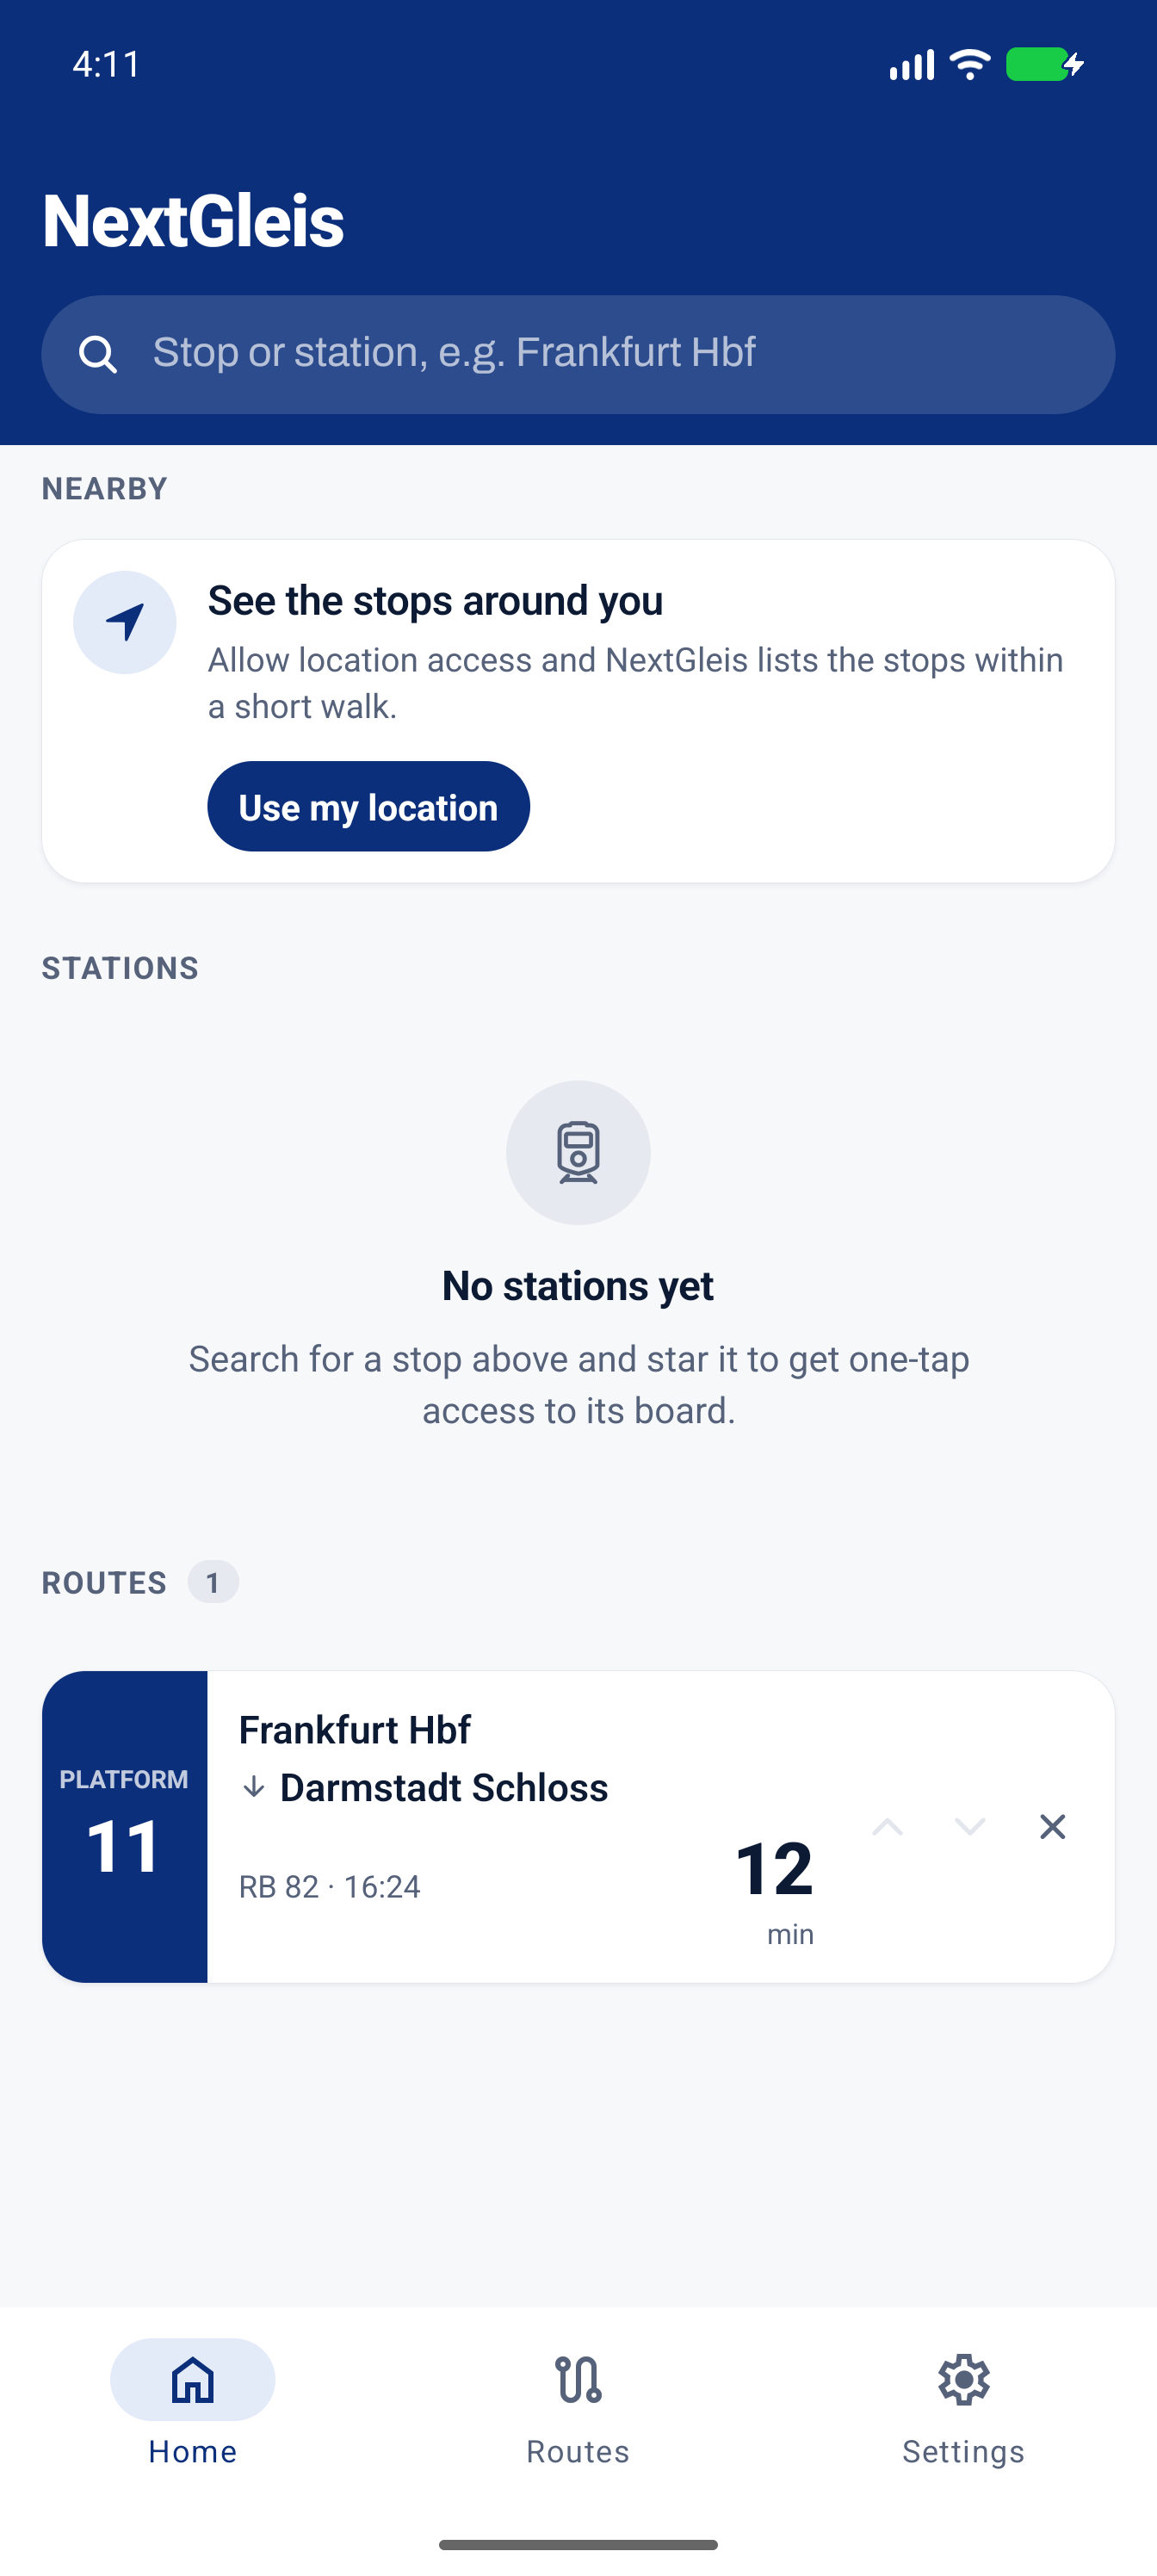 4:11
NextGleis
Stop or station, e.g. Frankfurt Hbf
NEARBY
See the stops around you
Allow location access and NextGleis lists the stops within
a short walk.
Use my location
STATIONS
No stations yet
Search for a stop above and star it to get one-tap
access to its board.
ROUTES 1
PLATFORM
11
Frankfurt Hbf
Darmstadt Schloss
RB 82 · 16:24
12
min
Home
Routes
Settings